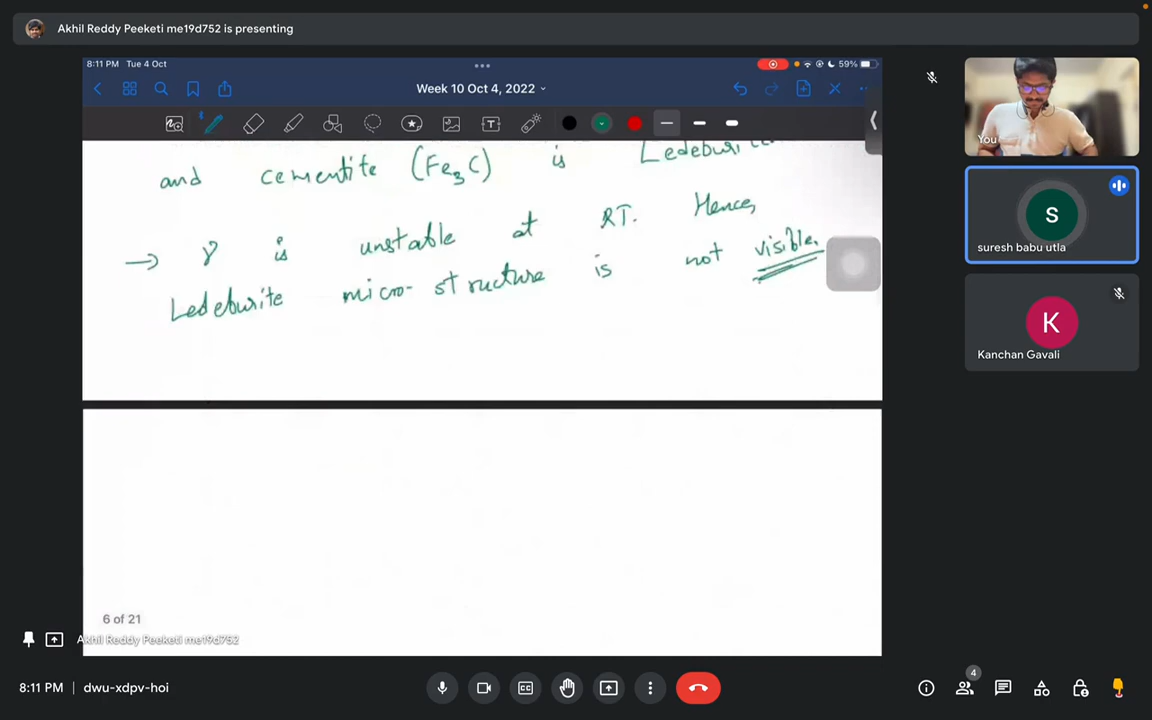 Akhil Reddy Peeketi me19d752 is presenting
8:11 PM Tue 4 Oct
59%
Week 10 Oct 4, 2022
and cementite (Fe3C) is
→ γ is unstable at RT. Hence,
Ledeburite micro-structure is not visible.
6 of 21
Akhil Reddy Peeketi me19d752
You
S
suresh babu utla
K
Kanchan Gavali
8:11 PM | dwu-xdpv-hoi
4